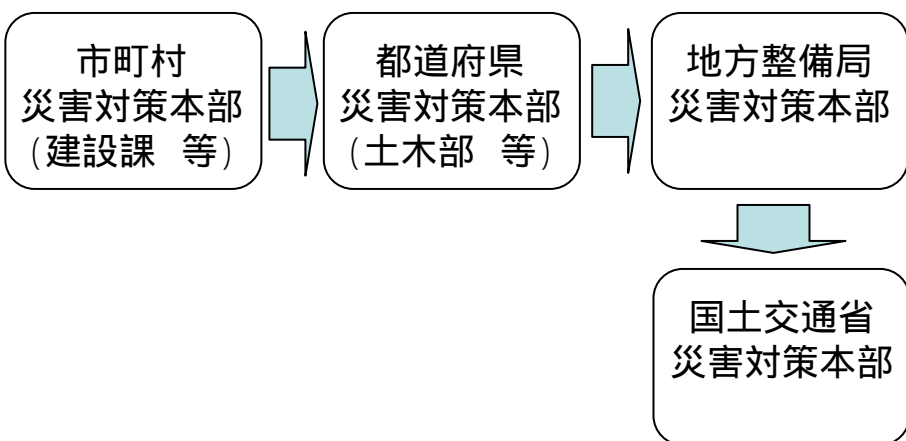 市町村
災害対策本部
(建設課 等)
都道府県
災害対策本部
(土木部 等)
地方整備局
災害対策本部
国土交通省
災害対策本部